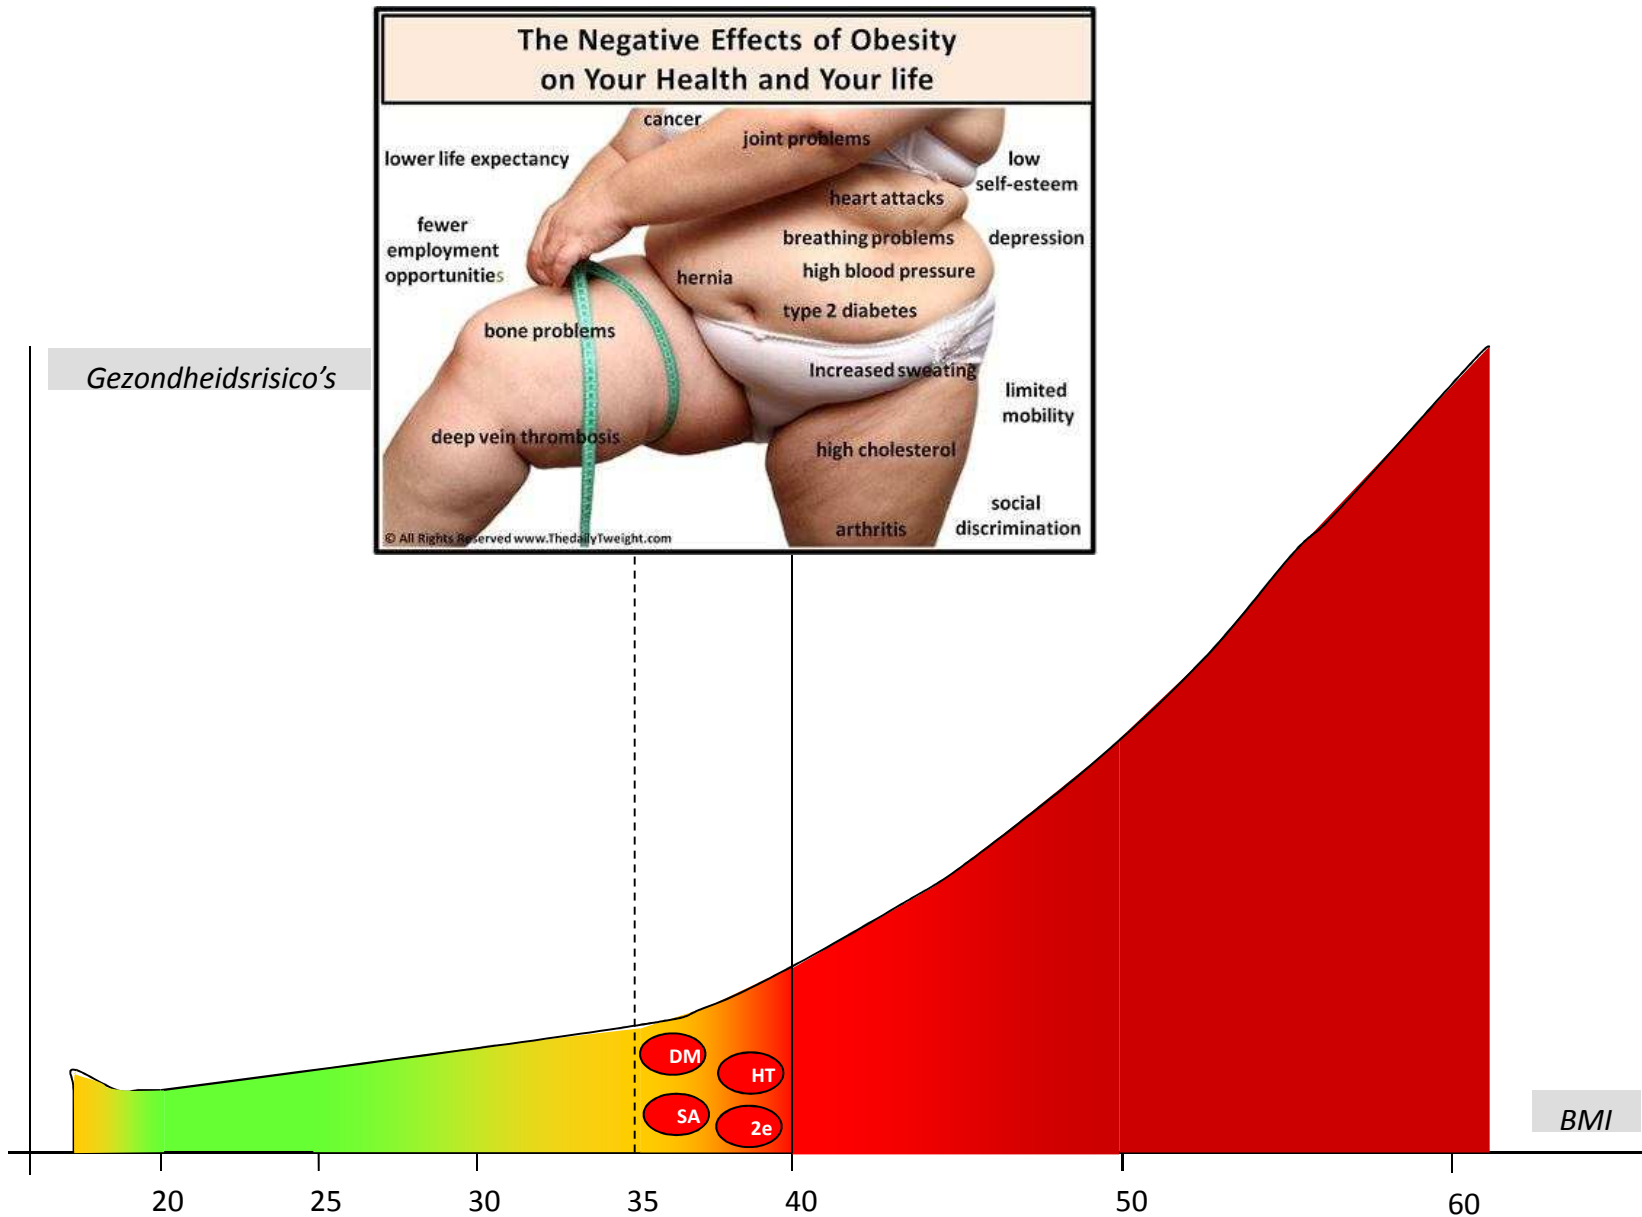 The Negative Effects of Obesity
on Your Health and Your life
cancer
joint problems
lower life expectancy
low
self-esteem
heart attacks
fewer
employment
opportunities
breathing problems
depression
hernia
high blood pressure
type 2 diabetes
bone problems
Increased sweating
limited
mobility
deep vein thrombosis
high cholesterol
social
discrimination
arthritis
© All Rights Reserved www.ThedailyTweight.com
Gezondheidsrisico’s
DM
HT
SA
2e
BMI
20 25 30 35 40 50 60